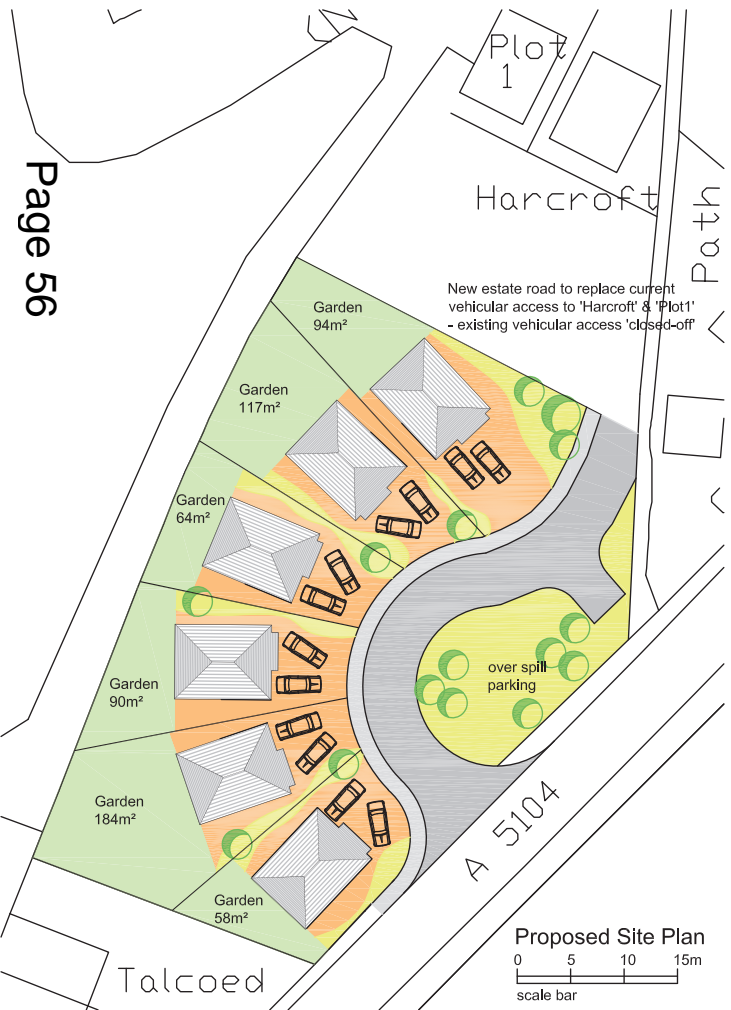 Plot
1
Harcroft
Path
Page 56
New estate road to replace current
vehicular access to 'Harcroft' & 'Plot1'
- existing vehicular access 'closed-off'
Garden
94m²
Garden
117m²
Garden
64m²
Garden
90m²
Garden
184m²
Garden
58m²
over spill
parking
A 5104
Talcoed
Proposed Site Plan
0 5 10 15m
scale bar